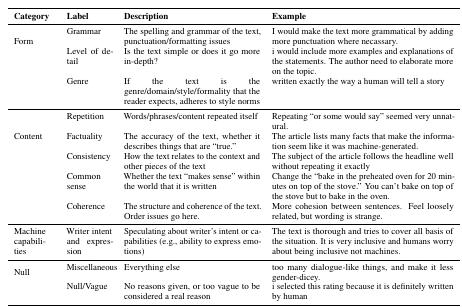 Category Label Description Example
Form Grammar The spelling and grammar of the text, punctuation/formatting issues I would make the text more grammatical by adding more punctuation where necassary.
Level of detail Is the text simple or does it go more in-depth? i would include more examples and explanations of the statements. The author need to elaborate more on the topic.
Genre If the text is the genre/domain/style/formality that the reader expects, adheres to style norms written exactly the way a human will tell a story
Content Repetition Words/phrases/content repeated itself Repeating “or some would say” seemed very unnatural.
Factuality The accuracy of the text, whether it describes things that are “true.” The article lists many facts that make the information seem like it was machine-generated.
Consistency How the text relates to the context and other pieces of the text The subject of the article follows the headline well without repeating it exactly
Common sense Whether the text “makes sense” within the world that it is written Change the “bake in the preheated oven for 20 minutes on top of the stove.” You can’t bake on top of the stove but to bake in the oven.
Coherence The structure and coherence of the text. Order issues go here. More cohesion between sentences. Feel loosely related, but wording is strange.
Machine capabilities Writer intent and expression Speculating about writer’s intent or capabilities (e.g., ability to express emotions) The text is thorough and tries to cover all basis of the situation. It is very inclusive and humans worry about being inclusive not machines.
Null Miscellaneous Everything else too many dialogue-like things, and make it less gender-dicey.
Null/Vague No reasons given, or too vague to be considered a real reason i selected this rating because it is definitely written by human